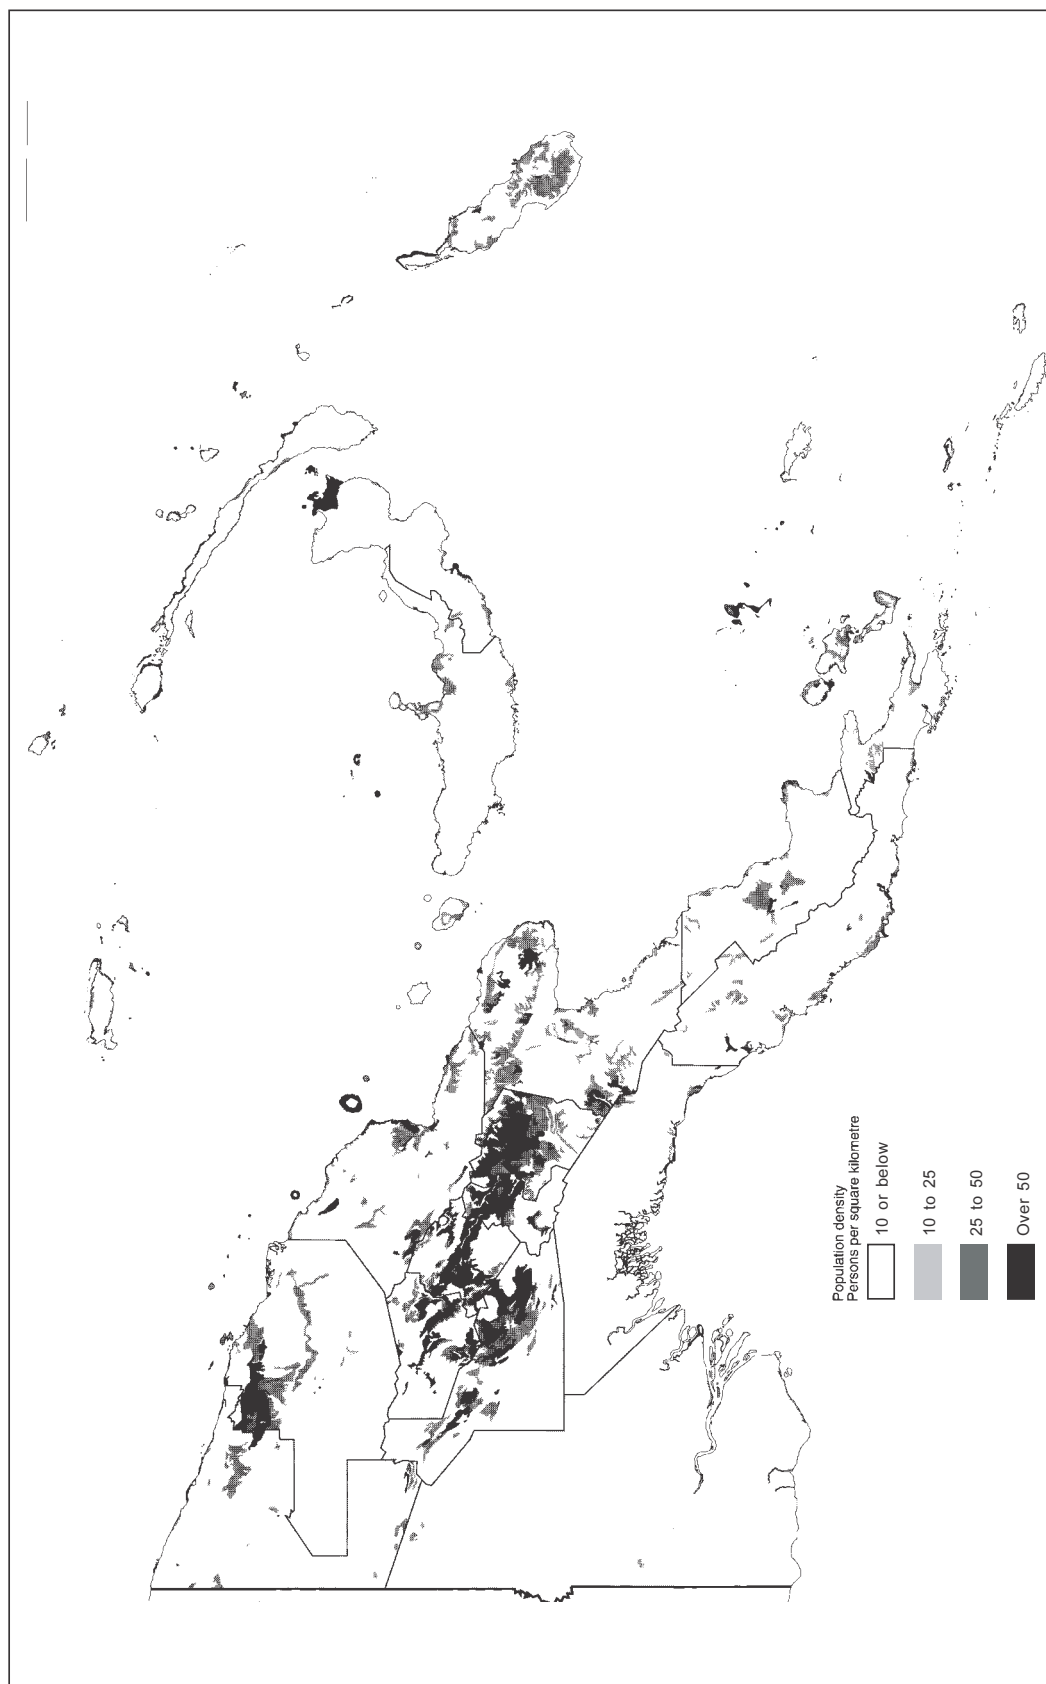 Population density
Persons per square kilometre
10 or below
10 to 25
25 to 50
Over 50